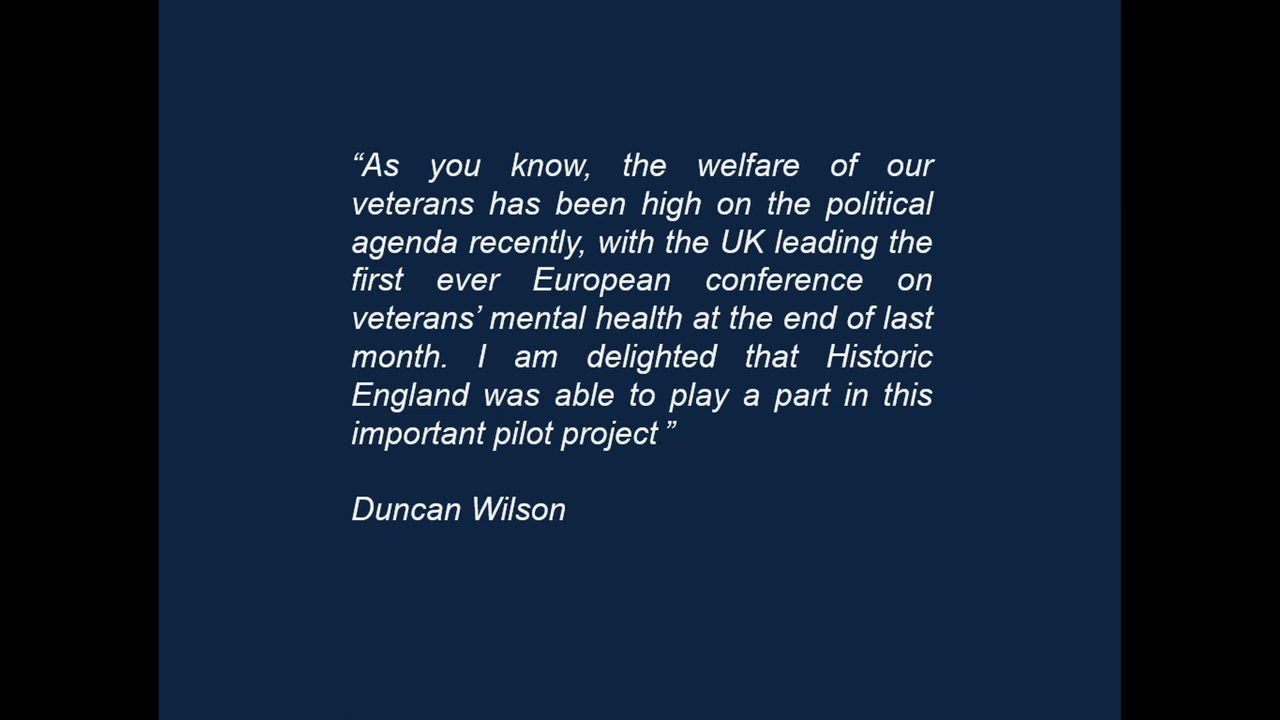 “As you know, the welfare of our
veterans has been high on the political
agenda recently, with the UK leading the
first ever European conference on
veterans’ mental health at the end of last
month. I am delighted that Historic
England was able to play a part in this
important pilot project.”
Duncan Wilson